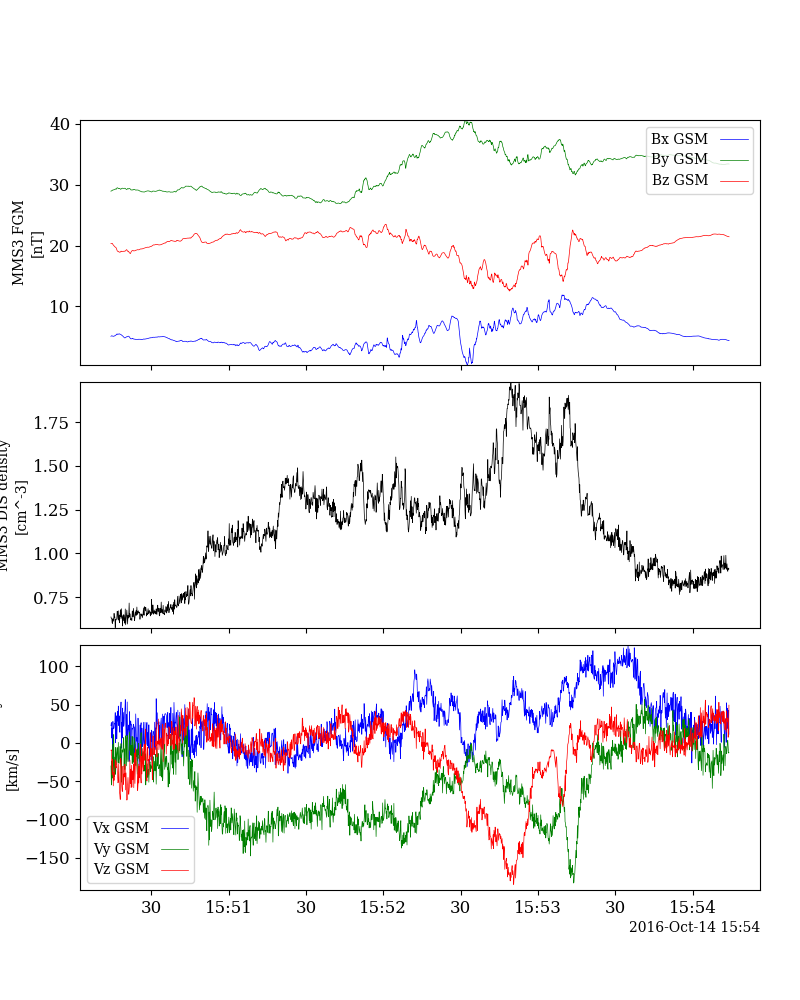 40
30
20
10
MMS3 FGM
[nT]
Bx GSM
By GSM
Bz GSM
1.75
1.50
1.25
1.00
0.75
MMS3 DIS density
[cm^-3]
100
50
0
−50
−100
−150
[km/s]
Vx GSM
Vy GSM
Vz GSM
30 15:51 30 15:52 30 15:53 30 15:54
2016-Oct-14 15:54